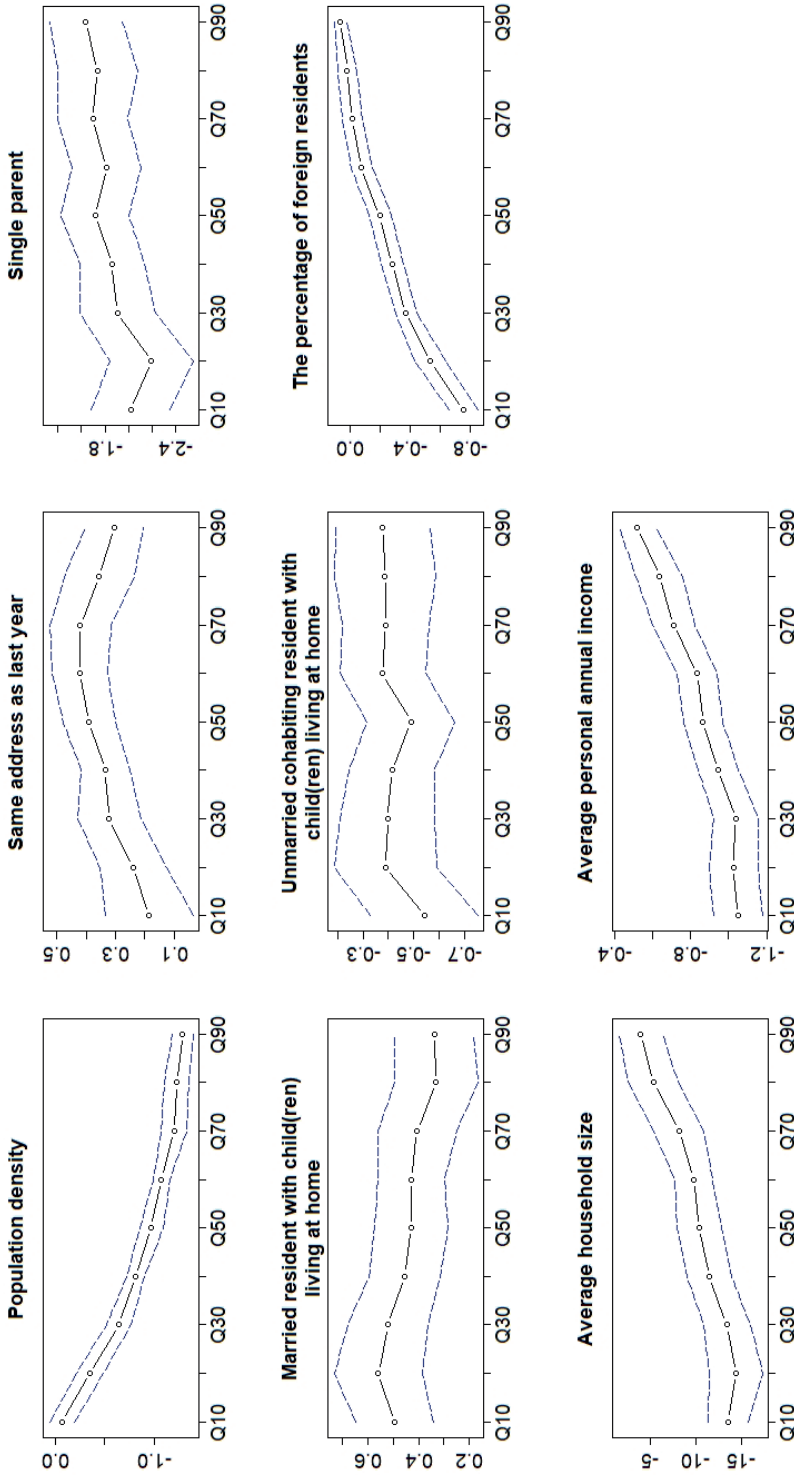 Population density
0.0
-1.0
Q10 Q30 Q50 Q70 Q90
Same address as last year
0.5
0.3
0.1
Q10 Q30 Q50 Q70 Q90
Single parent
-1.8
-2.4
Q10 Q30 Q50 Q70 Q90
Married resident with child(ren)
living at home
0.6
0.4
0.2
Q10 Q30 Q50 Q70 Q90
Unmarried cohabiting resident with
child(ren) living at home
-0.3
-0.5
-0.7
Q10 Q30 Q50 Q70 Q90
The percentage of foreign residents
0.0
-0.4
-0.8
Q10 Q30 Q50 Q70 Q90
Average household size
-5
-10
-15
Q10 Q30 Q50 Q70 Q90
Average personal annual income
-0.4
-0.8
-1.2
Q10 Q30 Q50 Q70 Q90